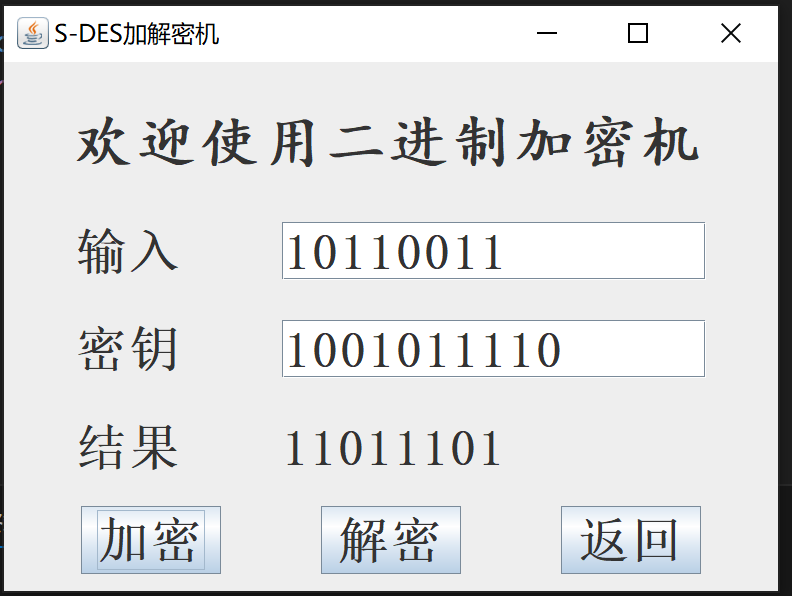 S-DES加解密机
欢迎使用二进制加密机
输入 10110011
密钥 1001011110
结果 11011101
加密 解密 返回